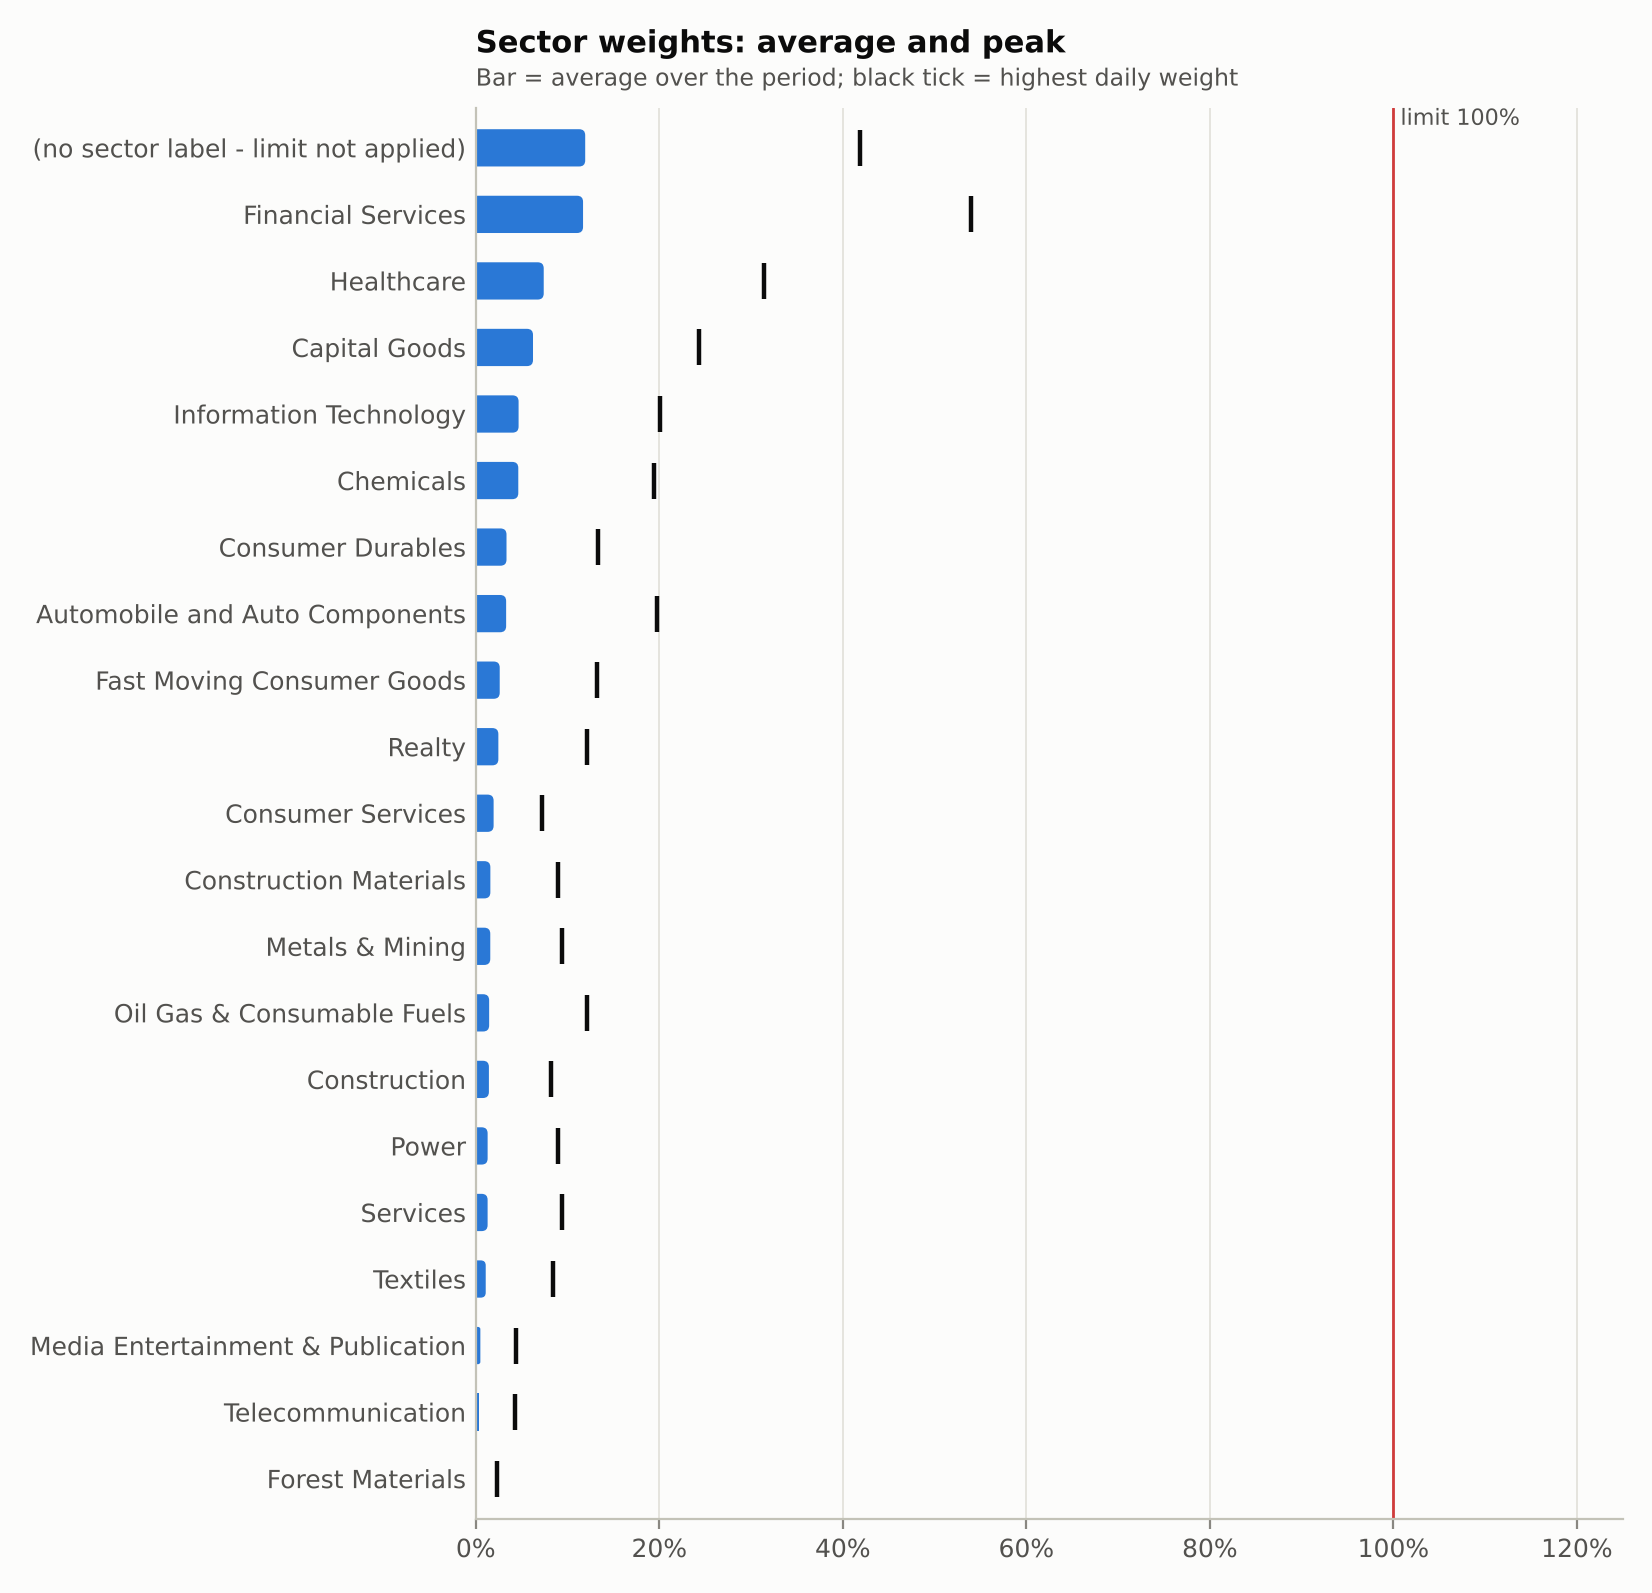 Sector weights: average and peak
Bar = average over the period; black tick = highest daily weight
limit 100%
(no sector label - limit not applied)
Financial Services
Healthcare
Capital Goods
Information Technology
Chemicals
Consumer Durables
Automobile and Auto Components
Fast Moving Consumer Goods
Realty
Consumer Services
Construction Materials
Metals & Mining
Oil Gas & Consumable Fuels
Construction
Power
Services
Textiles
Media Entertainment & Publication
Telecommunication
Forest Materials
0% 20% 40% 60% 80% 100% 120%